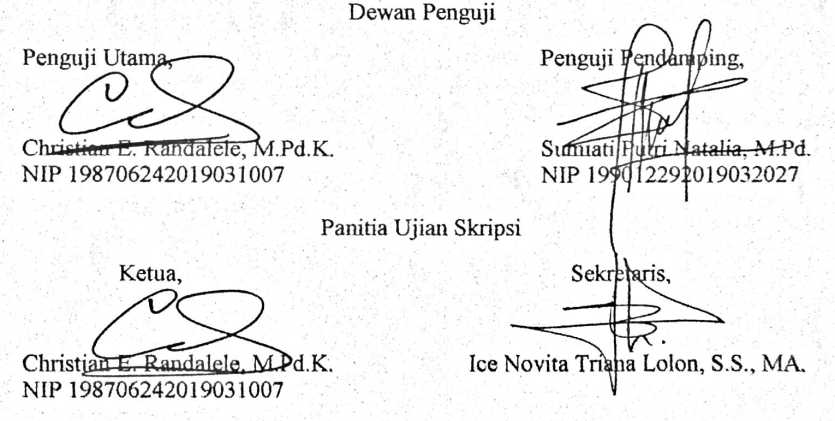 Dewan Penguji
Penguji Utama,
Penguji Pendamping,
Christian E. Randalele, M.Pd.K.
Sumiati Putri Natalia, M.Pd.
NIP 198706242019031007
NIP 199012292019032027
Panitia Ujian Skripsi
Ketua,
Sekretaris,
Christian E. Randalele, M.Pd.K.
Ice Novita Triana Lolon, S.S., MA.
NIP 198706242019031007